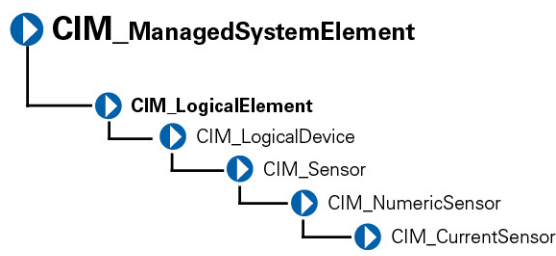 CIM_ManagedSystemElement
CIM_LogicalElement
CIM_LogicalDevice
CIM_Sensor
CIM_NumericSensor
CIM_CurrentSensor